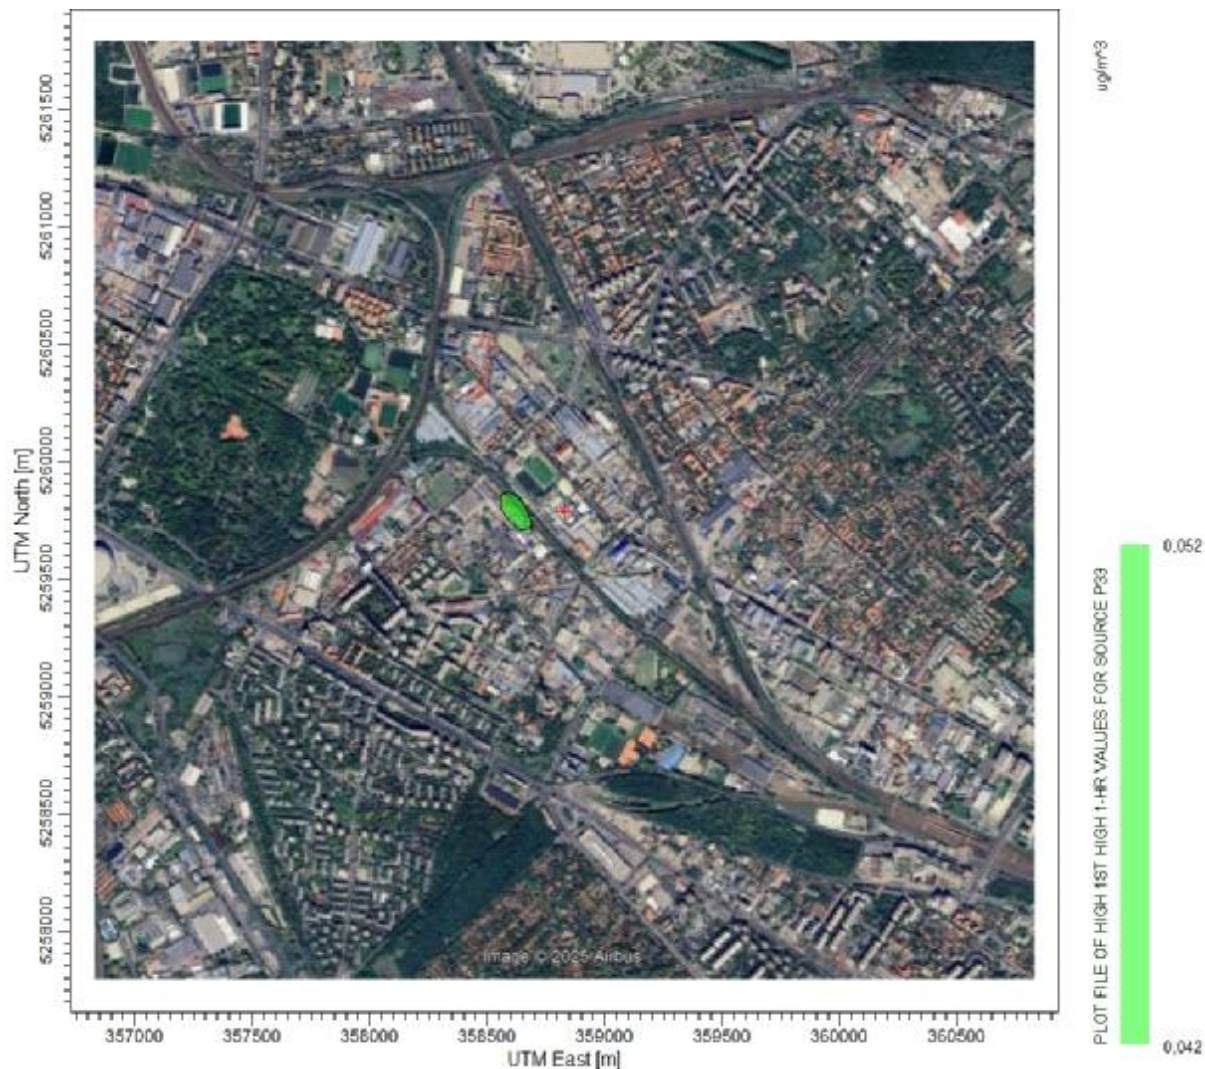 ug/m^3
5261500
5261000
5260500
5260000
5259500
5259000
5258500
5258000
UTM North [m]
PLOT FILE OF HIGH 1ST HIGH 1-HR VALUES FOR SOURCE P33
0,052
0,042
Image © 2025 Airbus
357000 357500 358000 358500 359000 359500 360000 360500
UTM East [m]